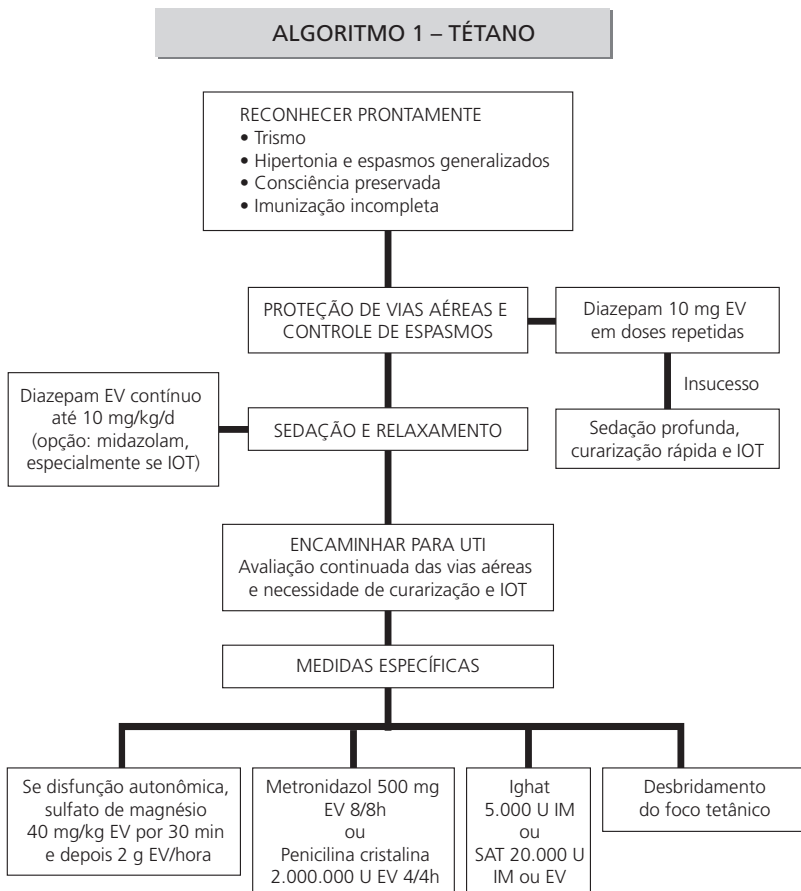 ALGORITMO 1 – TÉTANO
RECONHECER PRONTAMENTE
• Trismo
• Hipertonia e espasmos generalizados
• Consciência preservada
• Imunização incompleta
PROTEÇÃO DE VIAS AÉREAS E
CONTROLE DE ESPASMOS
Diazepam 10 mg EV
em doses repetidas
Insucesso
Sedação profunda,
curarização rápida e IOT
Diazepam EV contínuo
até 10 mg/kg/d
(opção: midazolam,
especialmente se IOT)
SEDAÇÃO E RELAXAMENTO
ENCAMINHAR PARA UTI
Avaliação continuada das vias aéreas
e necessidade de curarização e IOT
MEDIDAS ESPECÍFICAS
Se disfunção autonômica,
sulfato de magnésio
40 mg/kg EV por 30 min
e depois 2 g EV/hora
Metronidazol 500 mg
EV 8/8h
ou
Penicilina cristalina
2.000.000 U EV 4/4h
Ighat
5.000 U IM
ou
SAT 20.000 U
IM ou EV
Desbridamento
do foco tetânico